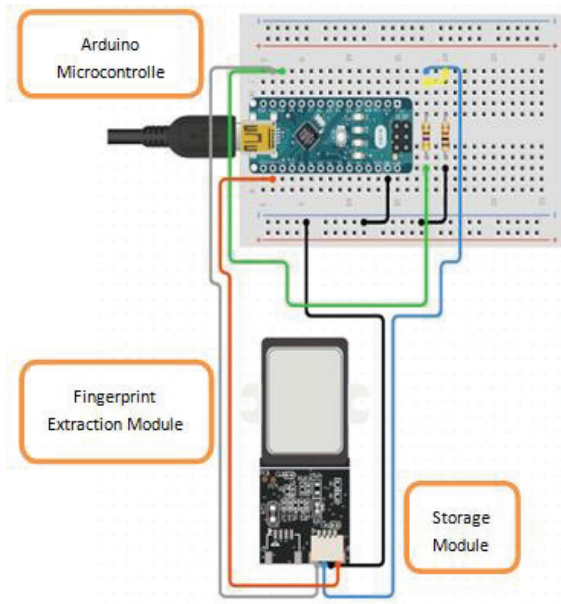 Arduino
Microcontrolle
Fingerprint
Extraction Module
Storage
Module